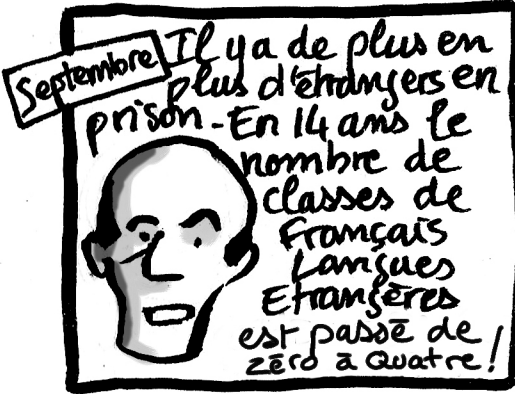 Septembre
Il y a de plus en
plus d'étrangers en
prison - En 14 ans le
nombre de
classes de
Français
Langues
Etrangères
est passé de
zéro à Quatre !